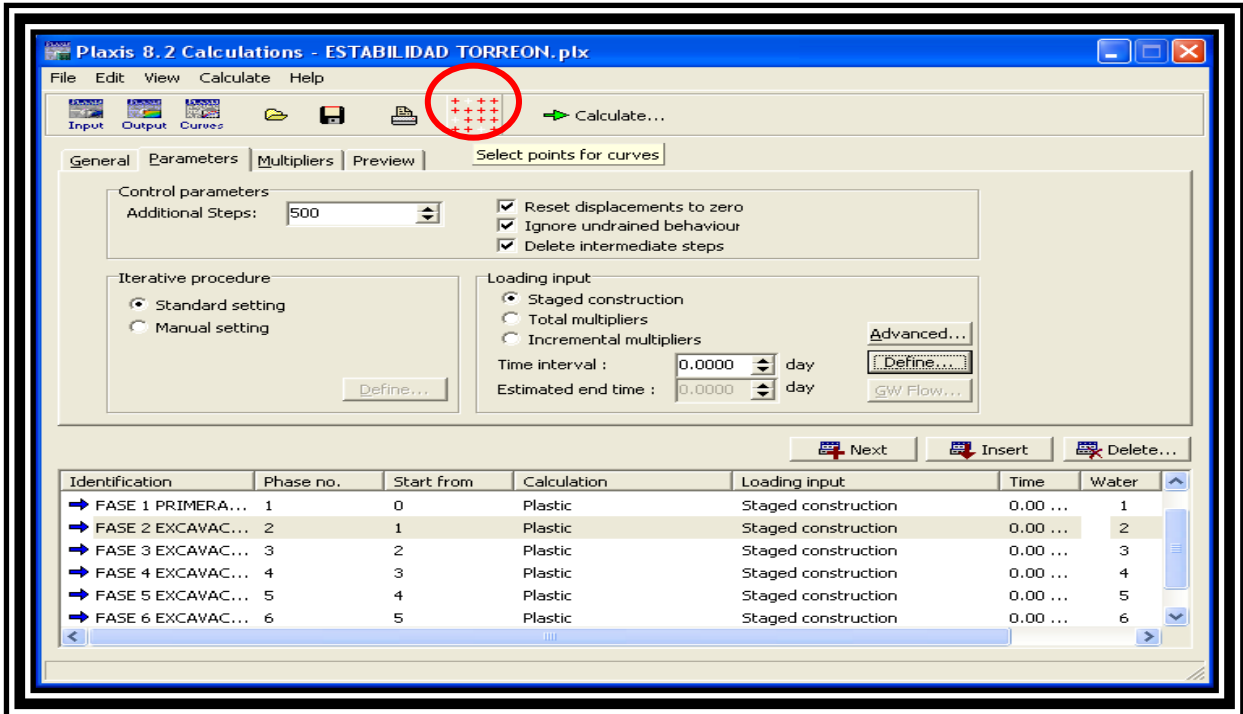 Plaxis 8.2 Calculations - ESTABILIDAD TORREON.plx
File Edit View Calculate Help
Input Output Curves Calculate...
Select points for curves
General Parameters Multipliers Preview
Control parameters
Additional Steps: 500
Reset displacements to zero
Ignore undrained behaviour
Delete intermediate steps
Iterative procedure
Standard setting
Manual setting
Define...
Loading input
Staged construction
Total multipliers
Incremental multipliers
Advanced...
Time interval : 0.0000 day Define...
Estimated end time : 0.0000 day GW Flow...
Next Insert Delete...
Identification Phase no. Start from Calculation Loading input Time Water
FASE 1 PRIMERA... 1 0 Plastic Staged construction 0.00 ... 1
FASE 2 EXCAVAC... 2 1 Plastic Staged construction 0.00 ... 2
FASE 3 EXCAVAC... 3 2 Plastic Staged construction 0.00 ... 3
FASE 4 EXCAVAC... 4 3 Plastic Staged construction 0.00 ... 4
FASE 5 EXCAVAC... 5 4 Plastic Staged construction 0.00 ... 5
FASE 6 EXCAVAC... 6 5 Plastic Staged construction 0.00 ... 6